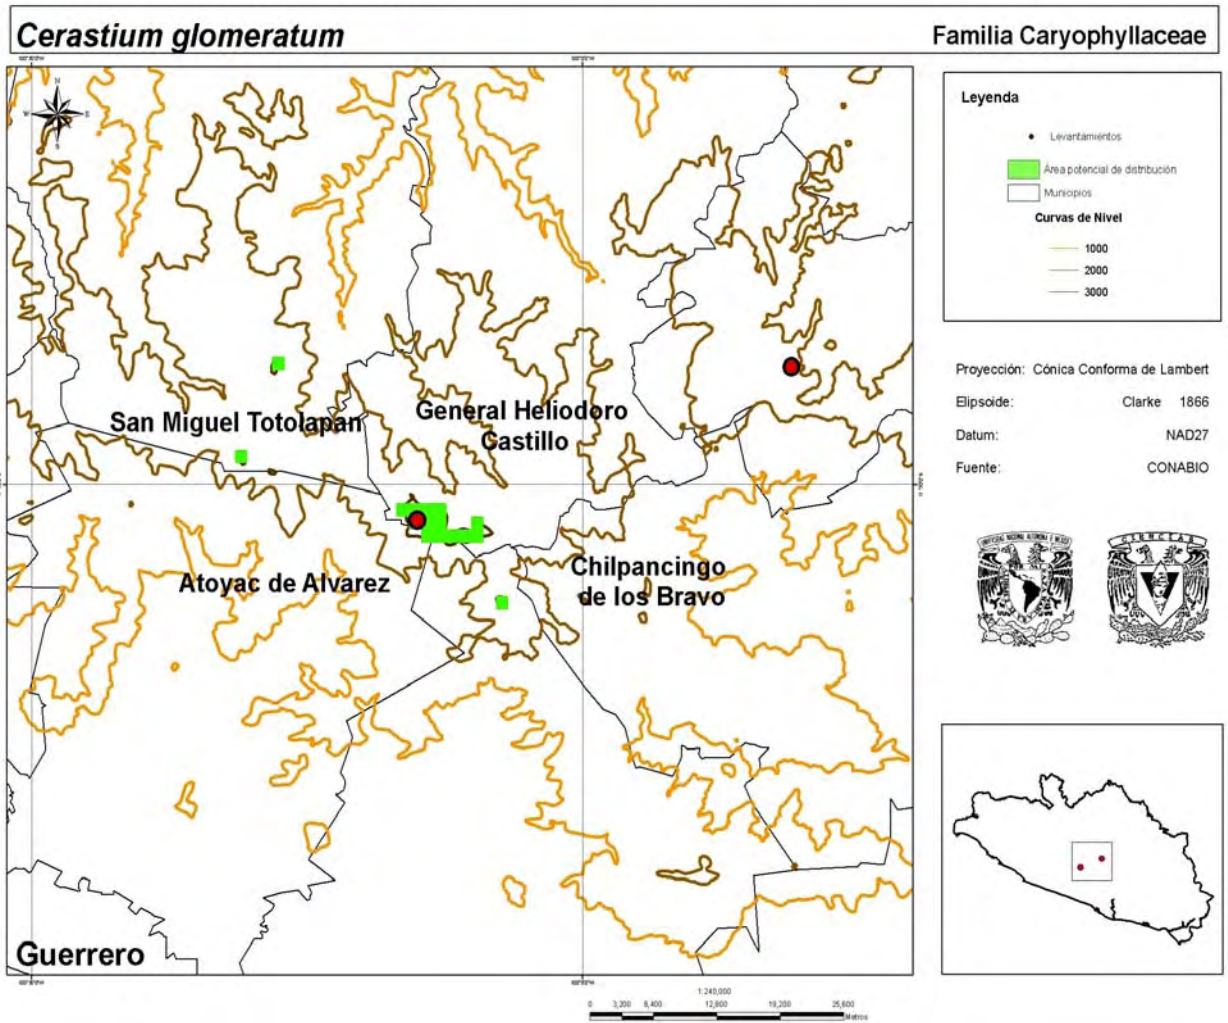 Cerastium glomeratum
Familia Caryophyllaceae
N
W
E
S
San Miguel Totolapan
General Heliodoro
Castillo
Atoyac de Alvarez
Chilpancingo
de los Bravo
Guerrero
Leyenda
Levantamientos
Área potencial de distribución
Municipios
Curvas de Nivel
1000
2000
3000
Proyección: Cónica Conforma de Lambert
Elipsoide: Clarke 1866
Datum: NAD27
Fuente: CONABIO
1:240,000
0 3,200 6,400 12,800 19,200 25,600
Metros